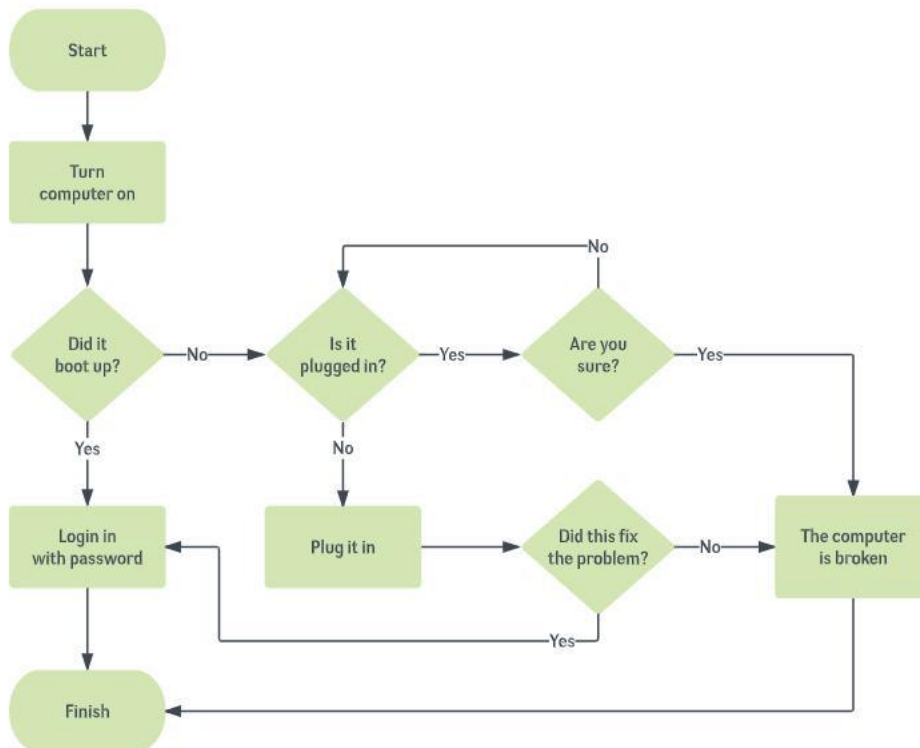 Start
Turn
computer on
No
Did it
boot up?
No
Is it
plugged in?
Yes
Are you
sure?
Yes
Yes
No
Login in
with password
Plug it in
Did this fix
the problem?
No
The computer
is broken
Yes
Finish